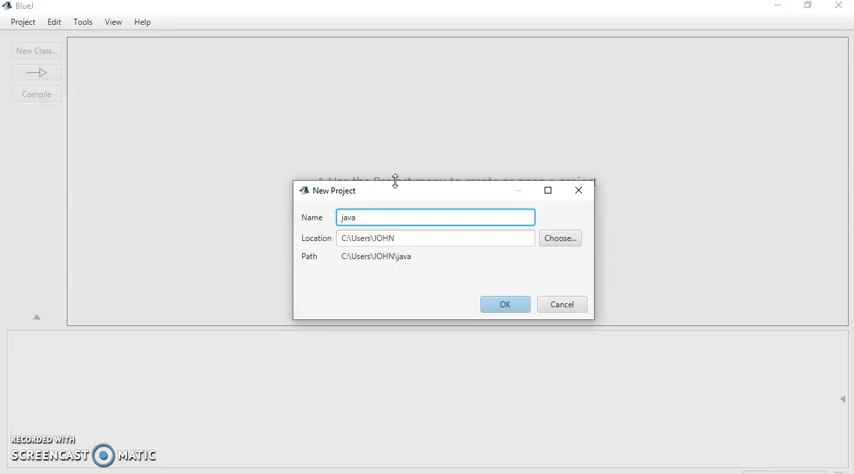 BlueJ
Project Edit Tools View Help
New Class...
Compile
New Project
Name java
Location C:\Users\JOHN Choose...
Path C:\Users\JOHN\java
OK Cancel
RECORDED WITH
SCREENCAST MATIC